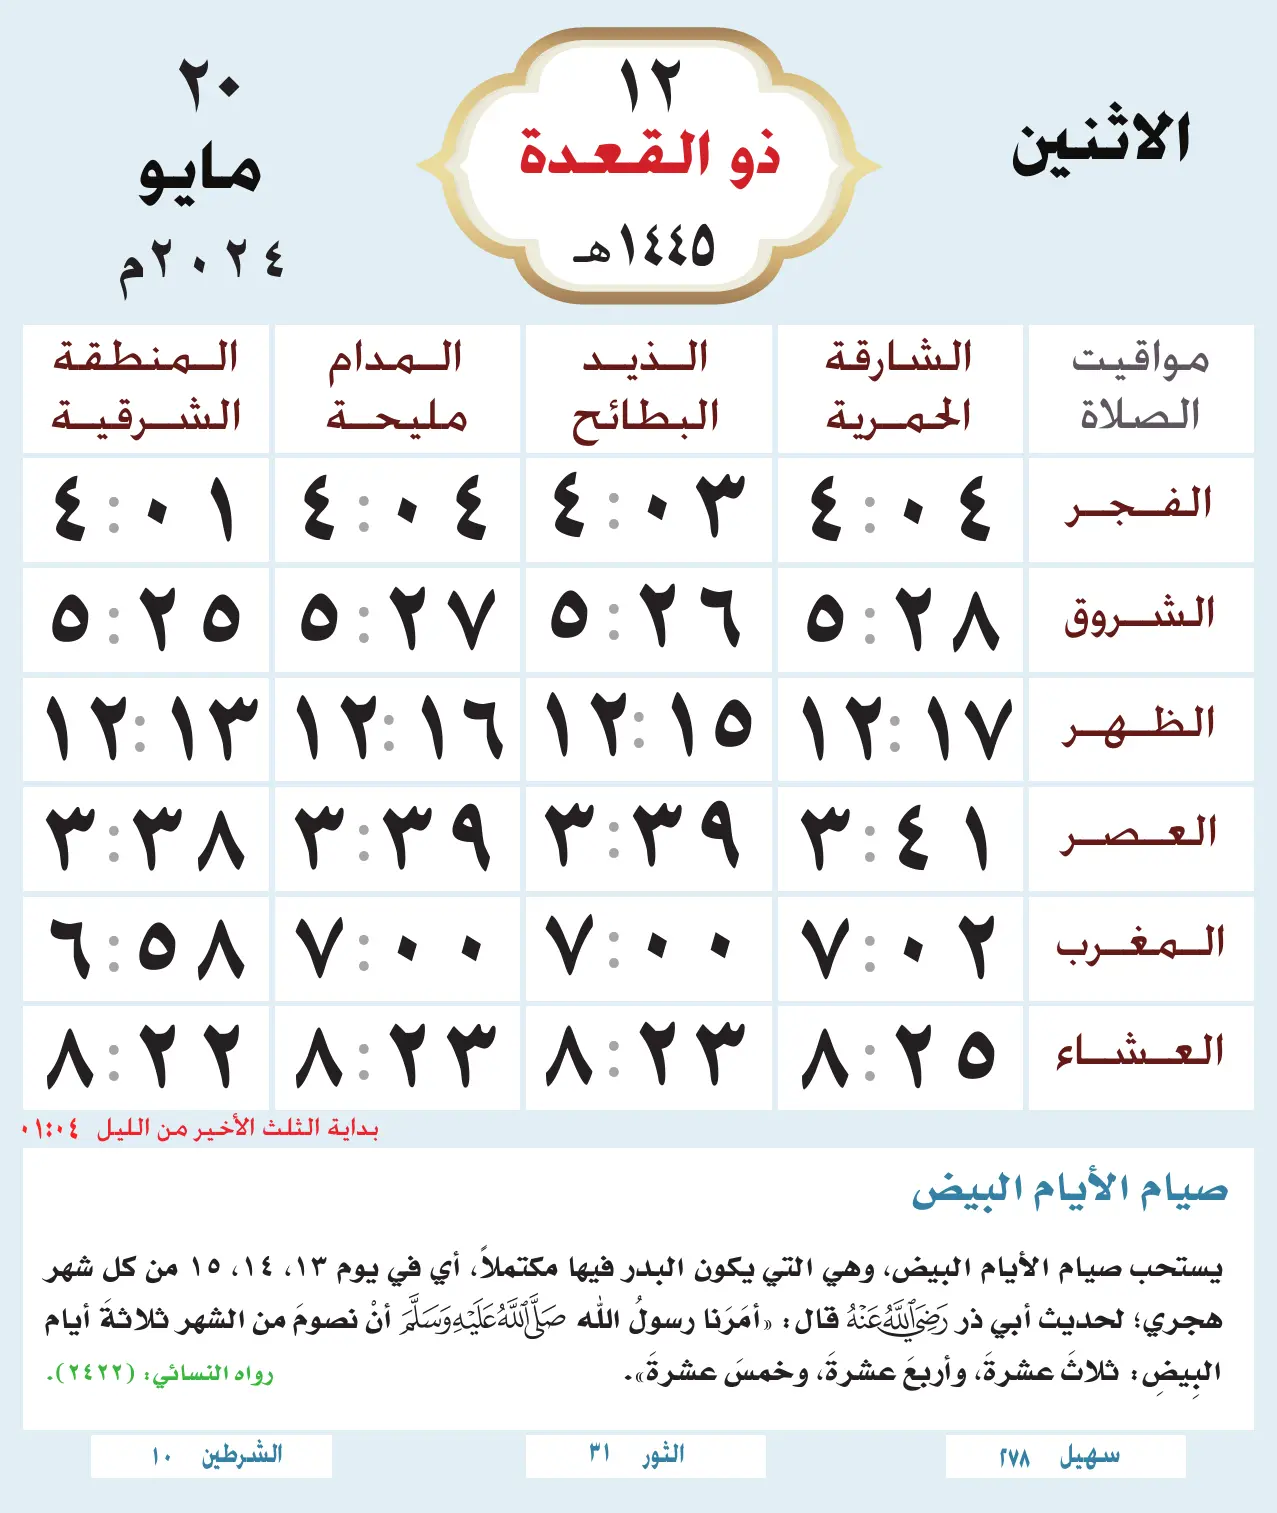 الاثنين
١٢
ذو القعدة
١٤٤٥هـ
٢٠
مايو
٢٠٢٤م
مواقيت الصلاة
الشارقة الحمرية
الذيد البطائح
المدام مليحة
المنطقة الشرقية
الفجر ٤:٠٤ ٤:٠٣ ٤:٠٤ ٤:٠١
الشروق ٥:٢٨ ٥:٢٦ ٥:٢٧ ٥:٢٥
الظهر ١٢:١٧ ١٢:١٥ ١٢:١٦ ١٢:١٣
العصر ٣:٤١ ٣:٣٩ ٣:٣٩ ٣:٣٨
المغرب ٧:٠٢ ٧:٠٠ ٧:٠٠ ٦:٥٨
العشاء ٨:٢٥ ٨:٢٣ ٨:٢٣ ٨:٢٢
بداية الثلث الأخير من الليل ٠١:٠٤
صيام الأيام البيض
يستحب صيام الأيام البيض، وهي التي يكون البدر فيها مكتملاً، أي في يوم ١٣، ١٤، ١٥ من كل شهر
هجري؛ لحديث أبي ذر رَضِيَ اللَّهُ عَنْهُ قال: «أمَرَنا رسولُ الله صَلَّى اللَّهُ عَلَيْهِ وَسَلَّمَ أنْ نصومَ من الشهر ثلاثةَ أيام
البِيضِ: ثلاثَ عشرةَ، وأربعَ عشرةَ، وخمسَ عشرةَ». رواه النسائي: (٢٤٢٢).
سهيل ٢٧٨
الثور ٣١
الشرطين ١٠